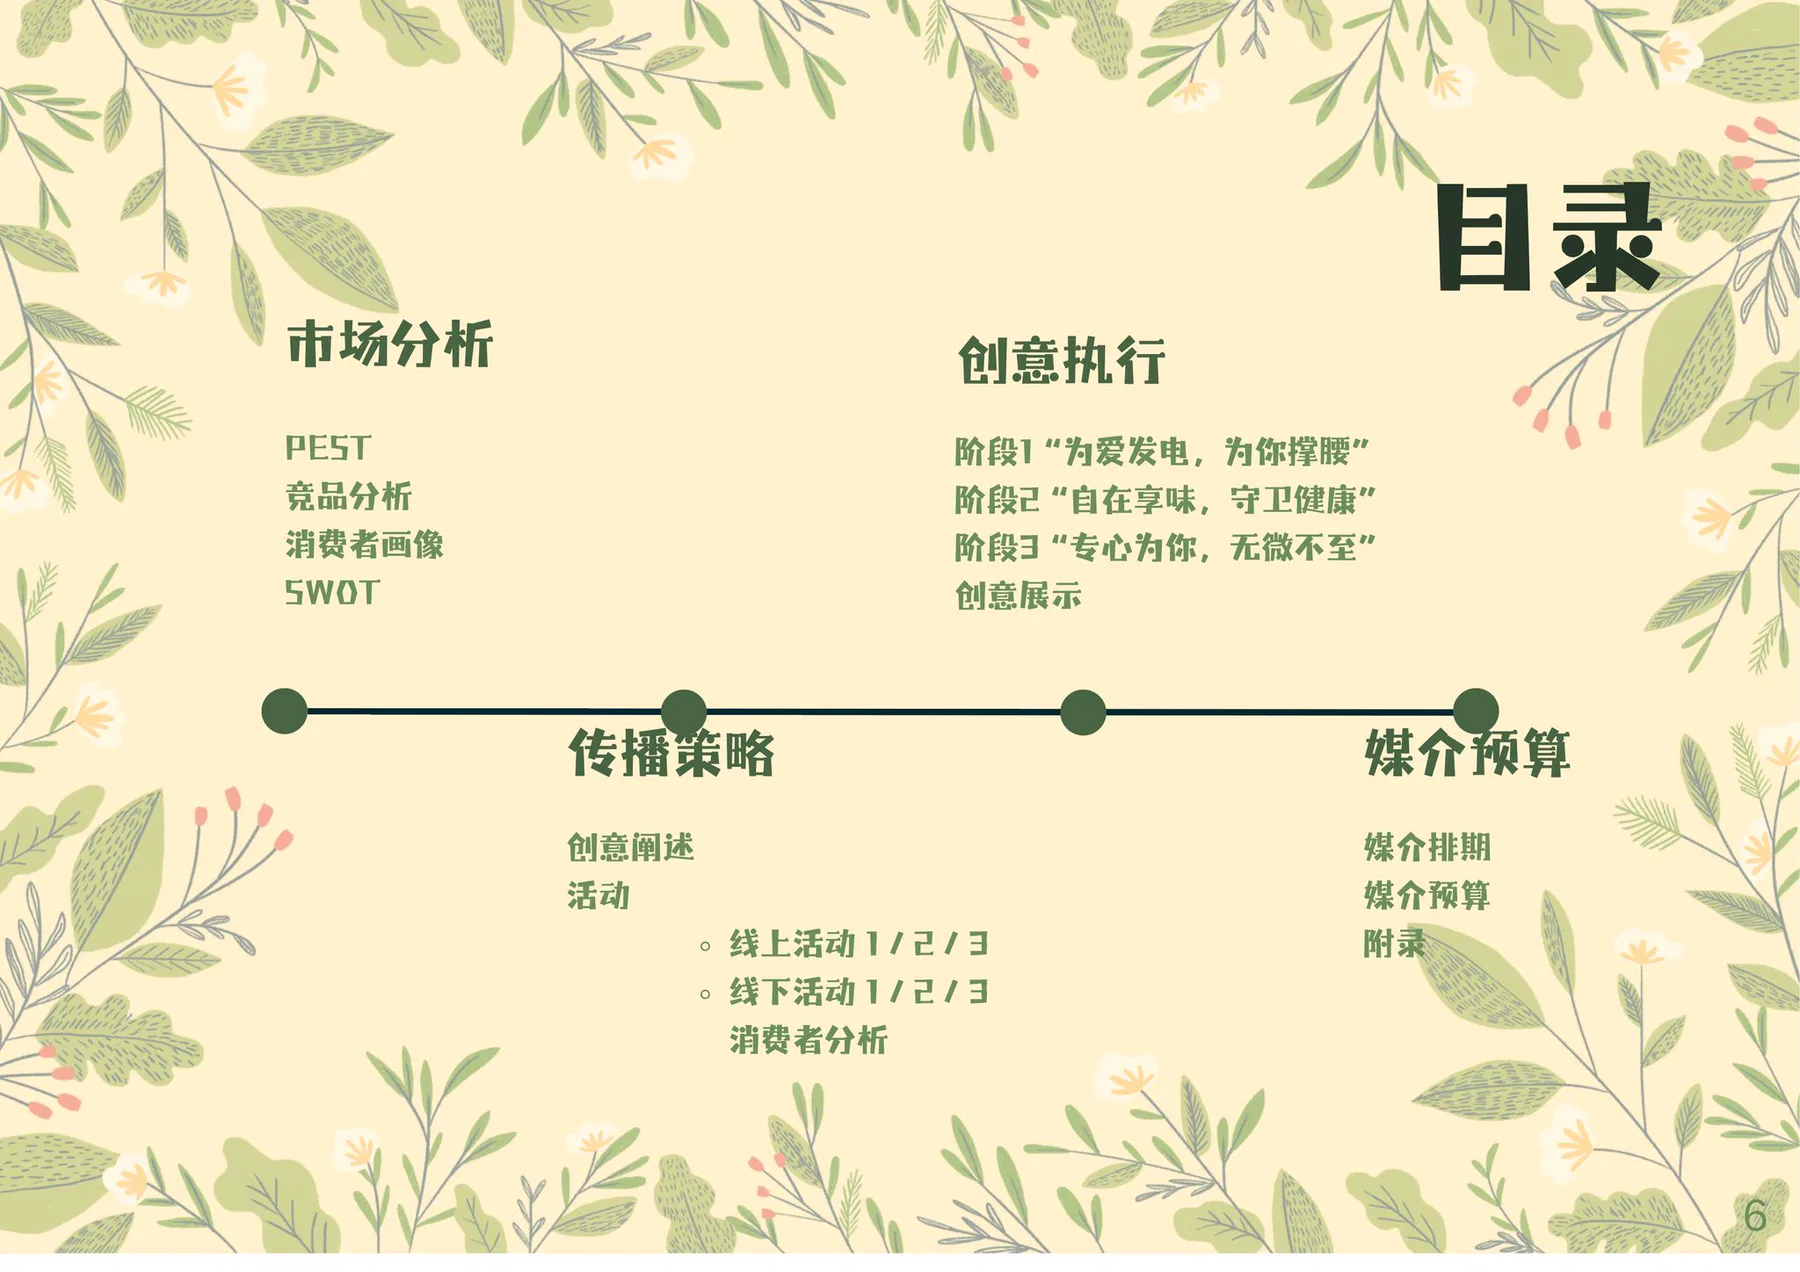 目录
市场分析
PEST
竞品分析
消费者画像
SWOT
传播策略
创意阐述
活动
线上活动 1 / 2 / 3
线下活动 1 / 2 / 3
消费者分析
创意执行
阶段1 “为爱发电，为你撑腰”
阶段2 “自在享味，守卫健康”
阶段3 “专心为你，无微不至”
创意展示
媒介预算
媒介排期
媒介预算
附录
6